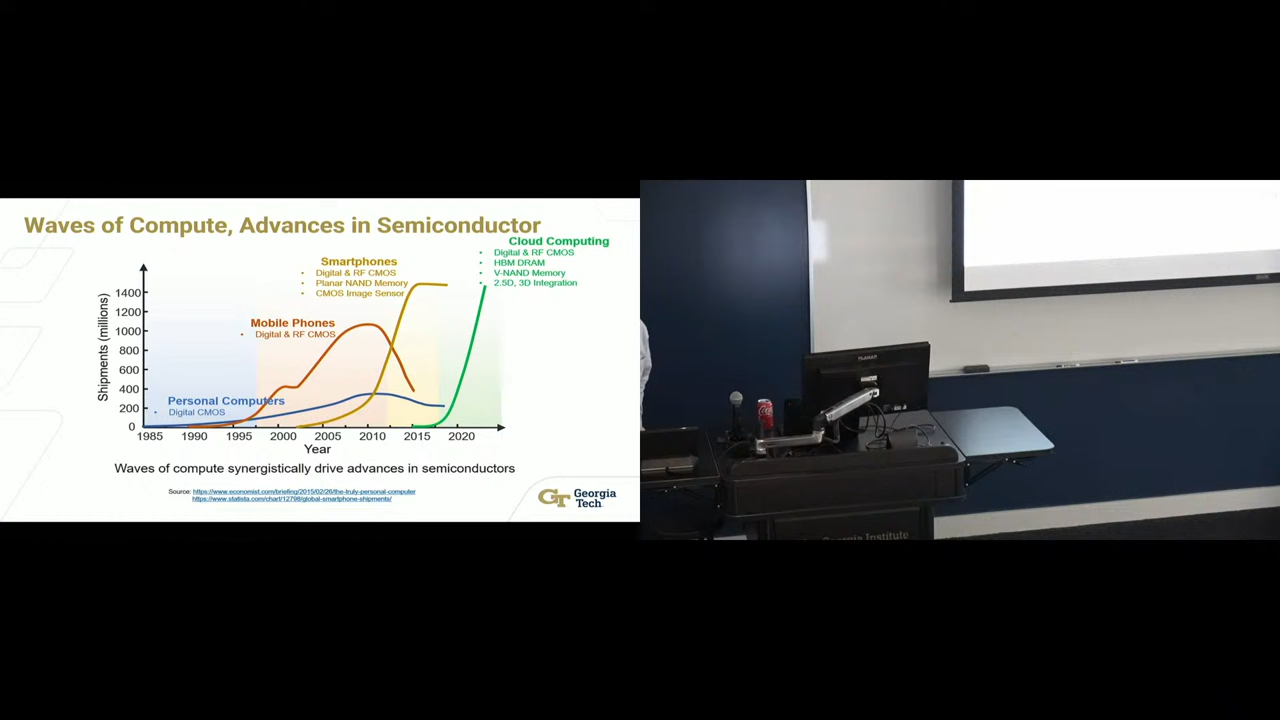 Waves of Compute, Advances in Semiconductor
Cloud Computing
• Digital & RF CMOS
• HBM DRAM
• V-NAND Memory
• 2.5D, 3D Integration
Smartphones
• Digital & RF CMOS
• Planar NAND Memory
• CMOS Image Sensor
Mobile Phones
• Digital & RF CMOS
Personal Computers
• Digital CMOS
Shipments (millions)
1400
1200
1000
800
600
400
200
0
1985 1990 1995 2000 2005 2010 2015 2020
Year
Waves of compute synergistically drive advances in semiconductors
Source: https://www.economist.com/briefing/2015/02/26/the-truly-personal-computer
https://www.statista.com/chart/12798/global-smartphone-shipments/
GT Georgia
Tech
PLANAR
Georgia Institute